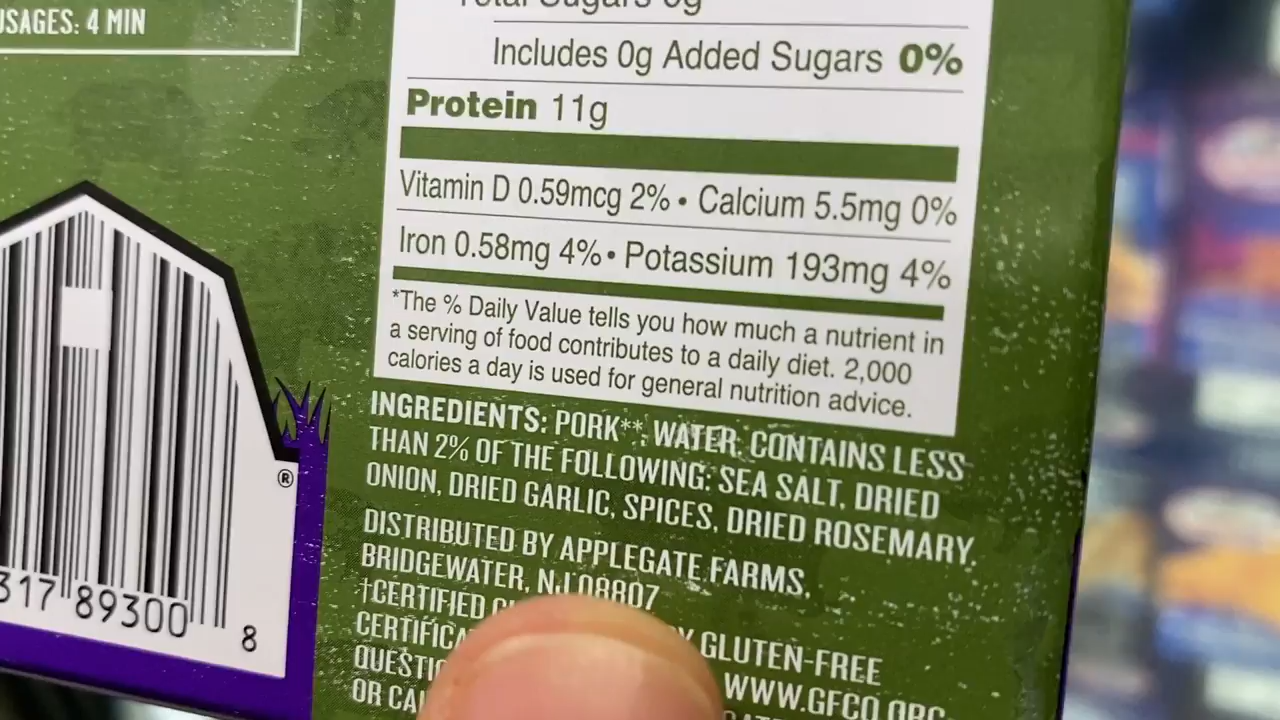 USAGES: 4 MIN
Total Sugars 0g
Includes 0g Added Sugars 0%
Protein 11g
Vitamin D 0.59mcg 2% • Calcium 5.5mg 0%
Iron 0.58mg 4% • Potassium 193mg 4%
*The % Daily Value tells you how much a nutrient in
a serving of food contributes to a daily diet. 2,000
calories a day is used for general nutrition advice.
INGREDIENTS: PORK**, WATER. CONTAINS LESS
THAN 2% OF THE FOLLOWING: SEA SALT, DRIED
ONION, DRIED GARLIC, SPICES, DRIED ROSEMARY.
DISTRIBUTED BY APPLEGATE FARMS,
BRIDGEWATER, NJ 08807
†CERTIFIED
GLUTEN-FREE
WWW.GFCO.ORG
OR
®
317 89300 8